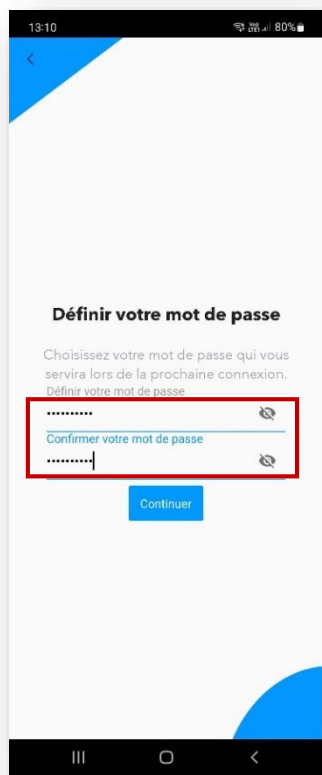 13:10 80%
Définir votre mot de passe
Choisissez votre mot de passe qui vous
servira lors de la prochaine connexion.
Définir votre mot de passe
••••••••••
Confirmer votre mot de passe
••••••••••
Continuer